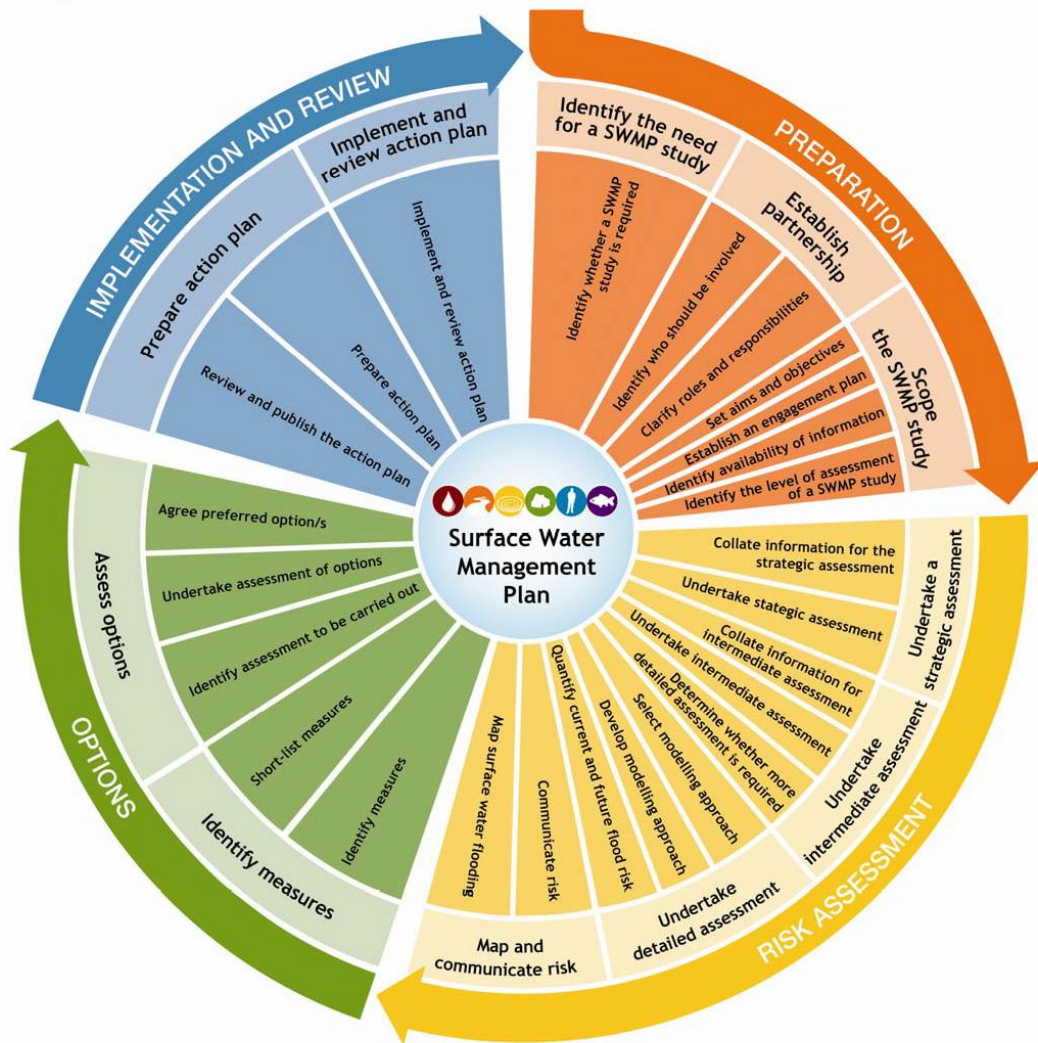 PREPARATION
Identify the need
for a SWMP study
Identify whether a SWMP
study is required
Establish
partnership
Identify who should be involved
Clarify roles and responsibilities
Scope
the SWMP study
Set aims and objectives
Establish an engagement plan
Identify availability of information
Identify the level of assessment
of a SWMP study
RISK ASSESSMENT
Undertake a
strategic assessment
Collate information for the
strategic assessment
Undertake stategic assessment
Undertake
intermediate assessment
Collate information for
intermediate assessment
Undertake intermediate assessment
Determine whether more
detailed assessment is required
Undertake
detailed assessment
Select modelling approach
Develop modelling approach
Quantify current and future flood risk
Map and
communicate risk
Communicate risk
Map surface water flooding
OPTIONS
Identify measures
Identify measures
Short-list measures
Assess options
Identify assessment to be carried out
Undertake assessment of options
Agree preferred option/s
IMPLEMENTATION AND REVIEW
Prepare action plan
Review and publish the action plan
Prepare action plan
Implement and
review action plan
Implement and review action plan
Surface Water
Management
Plan